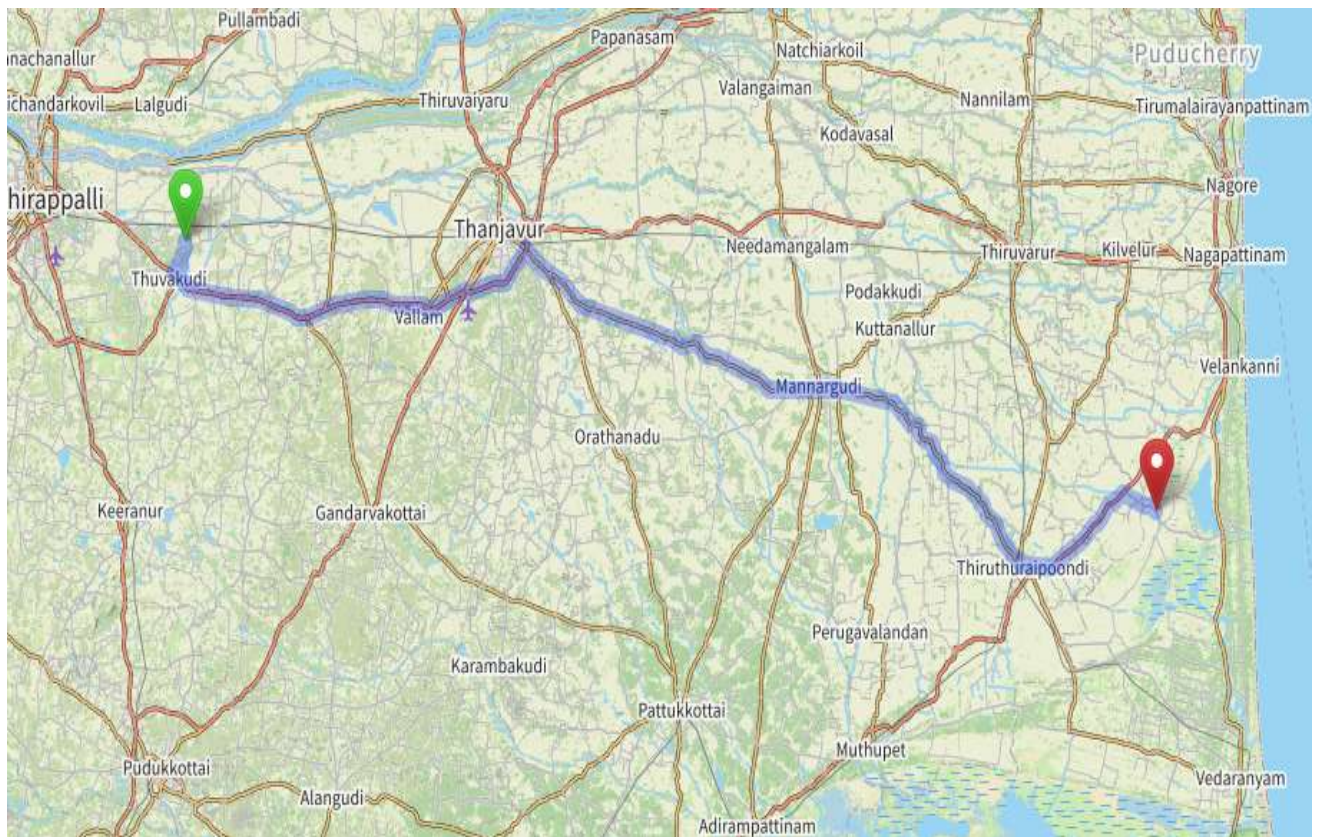 Pullambadi
Papanasam
Natchiarkoil
Puducherry
nachanallur
Valangaiman
ichandarkovil
Lalgudi
Thiruvaiyaru
Nannilam
Tirumalairayanpattinam
Kodavasal
hirappalli
Nagore
Thanjavur
Needamangalam
Thiruvarur
Kilvelur
Nagapattinam
Thuvakudi
Podakkudi
Vallam
Kuttanallur
Velankanni
Mannargudi
Orathanadu
Keeranur
Gandarvakottai
Thiruthuraipoondi
Perugavalandan
Karambakudi
Pattukkottai
Muthupet
Pudukkottai
Vedaranyam
Alangudi
Adirampattinam